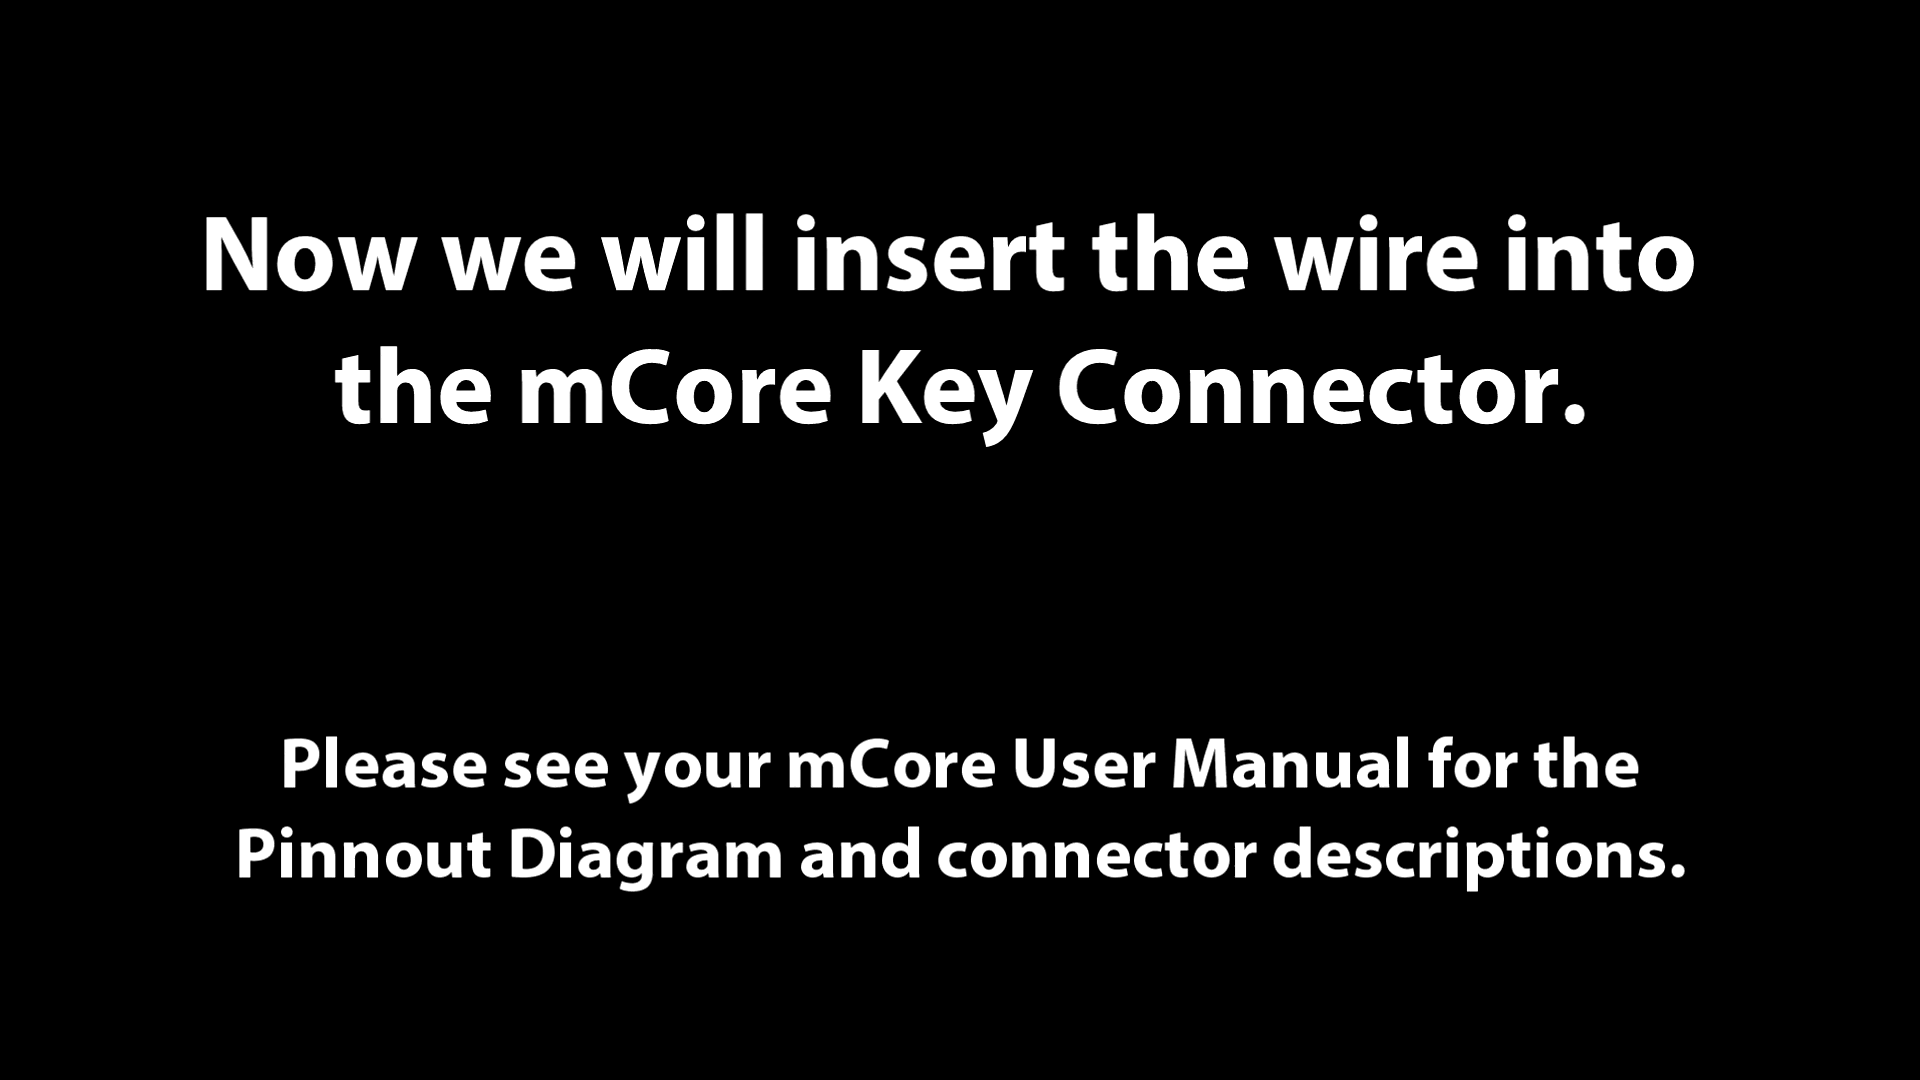 Now we will insert the wire into
the mCore Key Connector.
Please see your mCore User Manual for the
Pinnout Diagram and connector descriptions.